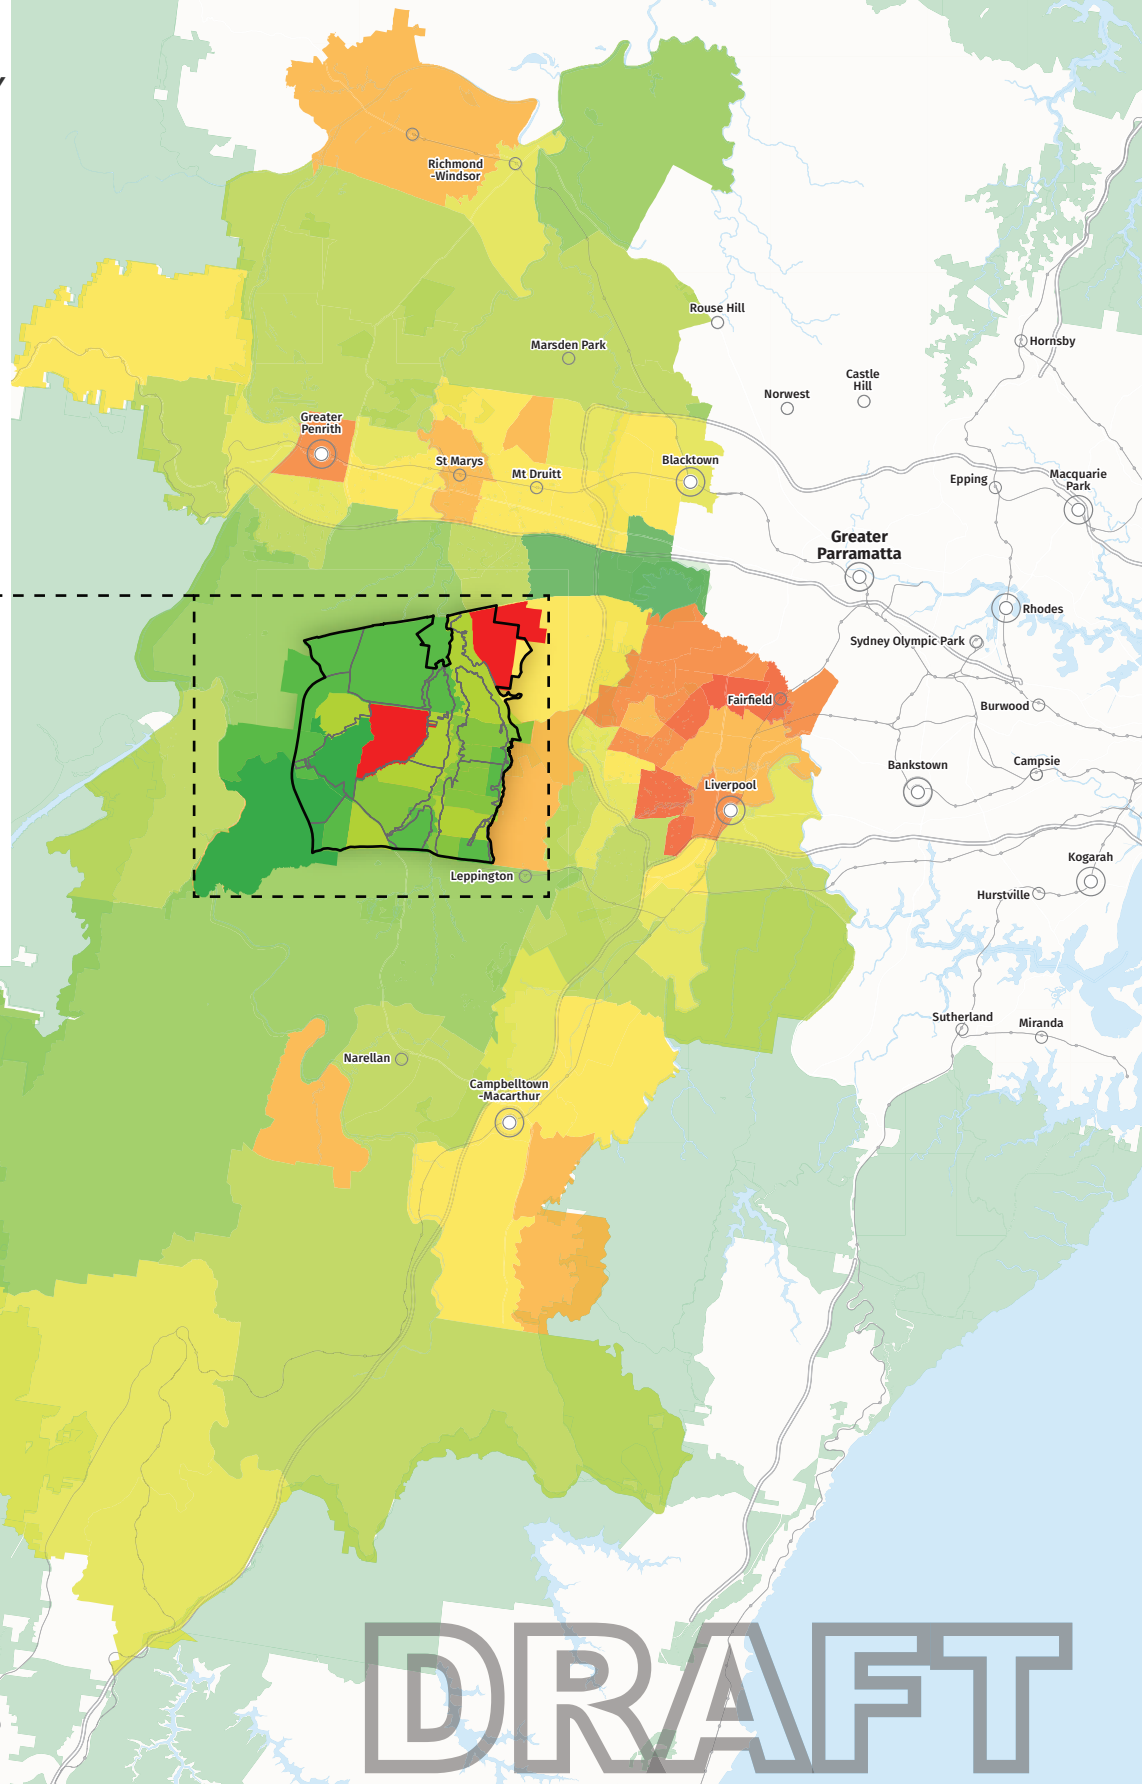 Richmond
-Windsor
Rouse Hill
Marsden Park
Hornsby
Castle
Hill
Norwest
Greater
Penrith
St Marys
Mt Druitt
Blacktown
Epping
Macquarie
Park
Greater
Parramatta
Rhodes
Sydney Olympic Park
Fairfield
Burwood
Bankstown
Campsie
Liverpool
Kogarah
Leppington
Hurstville
Sutherland
Miranda
Narellan
Campbelltown
-Macarthur
DRAFT